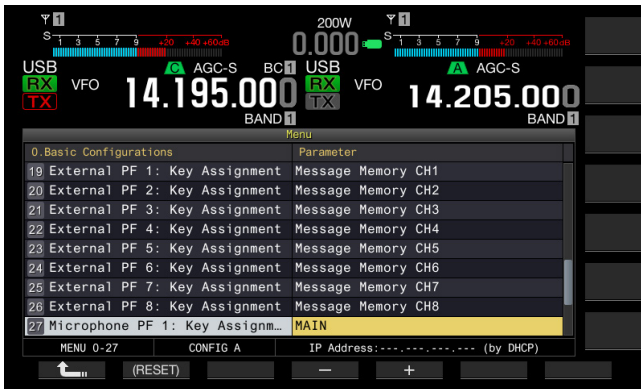 1 200W 1
S 1 3 5 7 9 +20 +40 +60dB 0.000 S 1 3 5 7 9 +20 +40 +60dB
USB C AGC-S BC 1 USB A AGC-S
RX VFO 14.195.000 RX VFO 14.205.000
TX TX
BAND 1 BAND 1
Menu
0.Basic Configurations Parameter
19 External PF 1: Key Assignment Message Memory CH1
20 External PF 2: Key Assignment Message Memory CH2
21 External PF 3: Key Assignment Message Memory CH3
22 External PF 4: Key Assignment Message Memory CH4
23 External PF 5: Key Assignment Message Memory CH5
24 External PF 6: Key Assignment Message Memory CH6
25 External PF 7: Key Assignment Message Memory CH7
26 External PF 8: Key Assignment Message Memory CH8
27 Microphone PF 1: Key Assignm… MAIN
MENU 0-27 CONFIG A IP Address:---.---.---.--- (by DHCP)
(RESET) − +